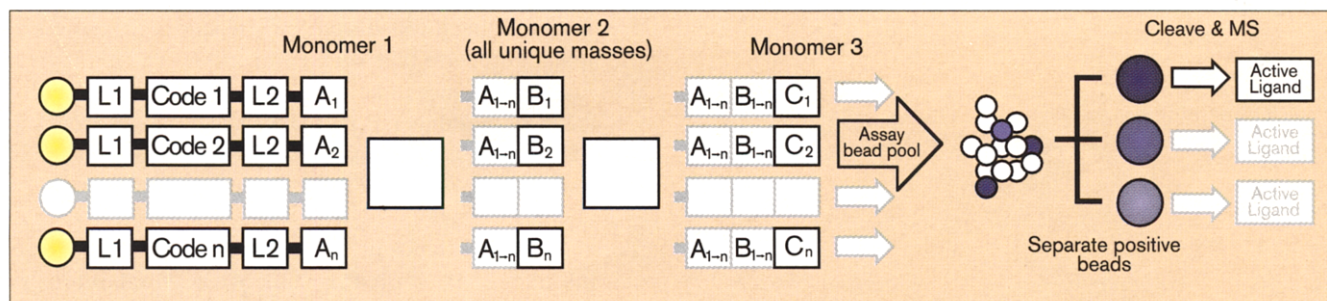 Monomer 1
Monomer 2
(all unique masses)
Monomer 3
Cleave & MS
L1 Code 1 L2 A₁
A₁→n B₁
A₁→n B₁→n C₁
Active
Ligand
L1 Code 2 L2 A₂
A₁→n B₂
A₁→n B₁→n C₂
Assay
bead pool
Active
Ligand
Active
Ligand
L1 Code n L2 Aₙ
A₁→n Bₙ
A₁→n B₁→n Cₙ
Separate positive
beads